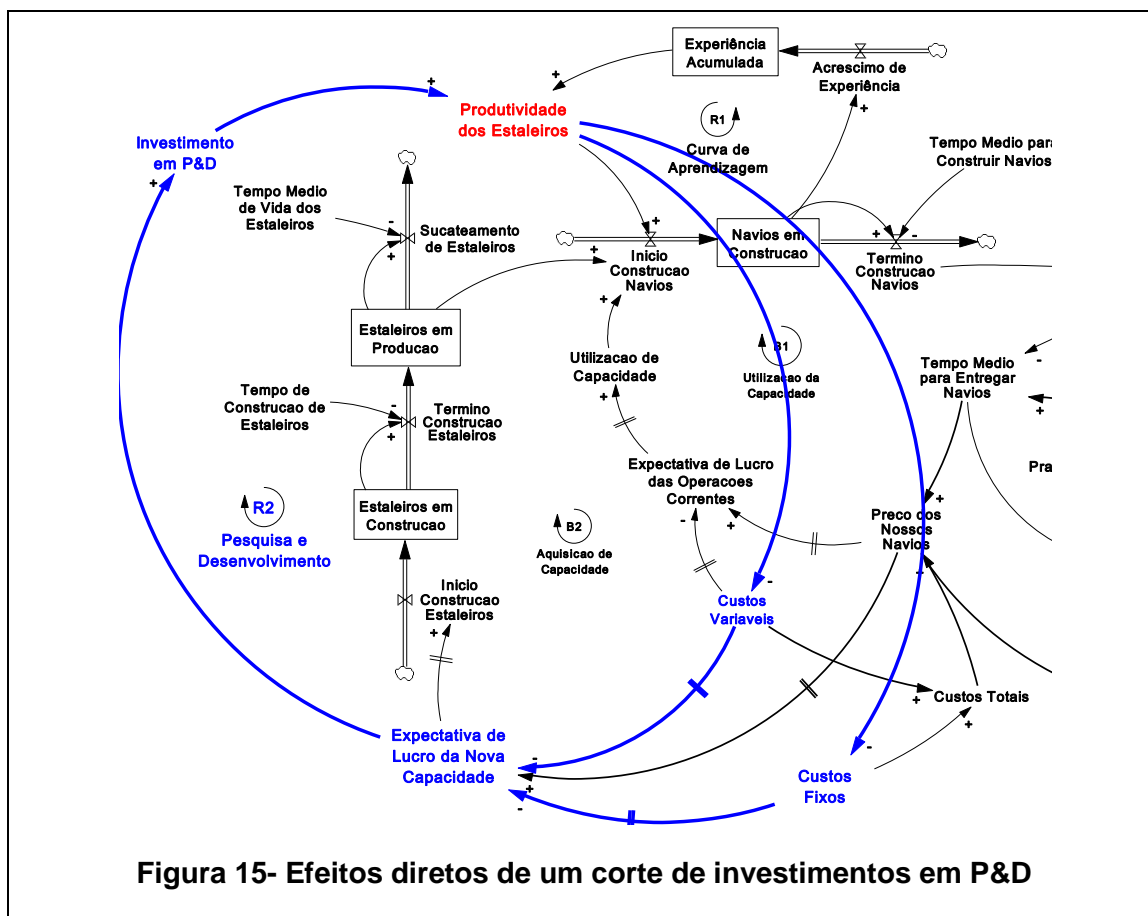 Experiência
Acumulada
Acrescimo de
Experiência
+
+
+
Produtividade
dos Estaleiros
R1
Curva de
Aprendizagem
Tempo Medio par
Construir Navios
Investimento
em P&D
+
Tempo Medio
de Vida dos
Estaleiros
-
Sucateamento
de Estaleiros
+
+
+
Inicio
Construcao
Navios
+
Navios em
Construcao
+
-
Termino
Construcao
Navios
Estaleiros em
Producao
Utilizacao de
Capacidade
+
B1
Utilizacao da
Capacidade
Tempo Medio
para Entregar
Navios
-
+
Tempo de
Construcao de
Estaleiros
-
+
Termino
Construcao
Estaleiros
Expectativa de Lucro
das Operacoes
Correntes
-
+
Pra
Estaleiros em
Construcao
R2
Pesquisa e
Desenvolvimento
B2
Aquisicao de
Capacidade
+
Preco dos
Nossos
Navios
-
Inicio
Construcao
Estaleiros
+
-
Custos
Variaveis
+
Custos Totais
+
Expectativa de
Lucro da Nova
Capacidade
-
+
-
-
Custos
Fixos
Figura 15- Efeitos diretos de um corte de investimentos em P&D